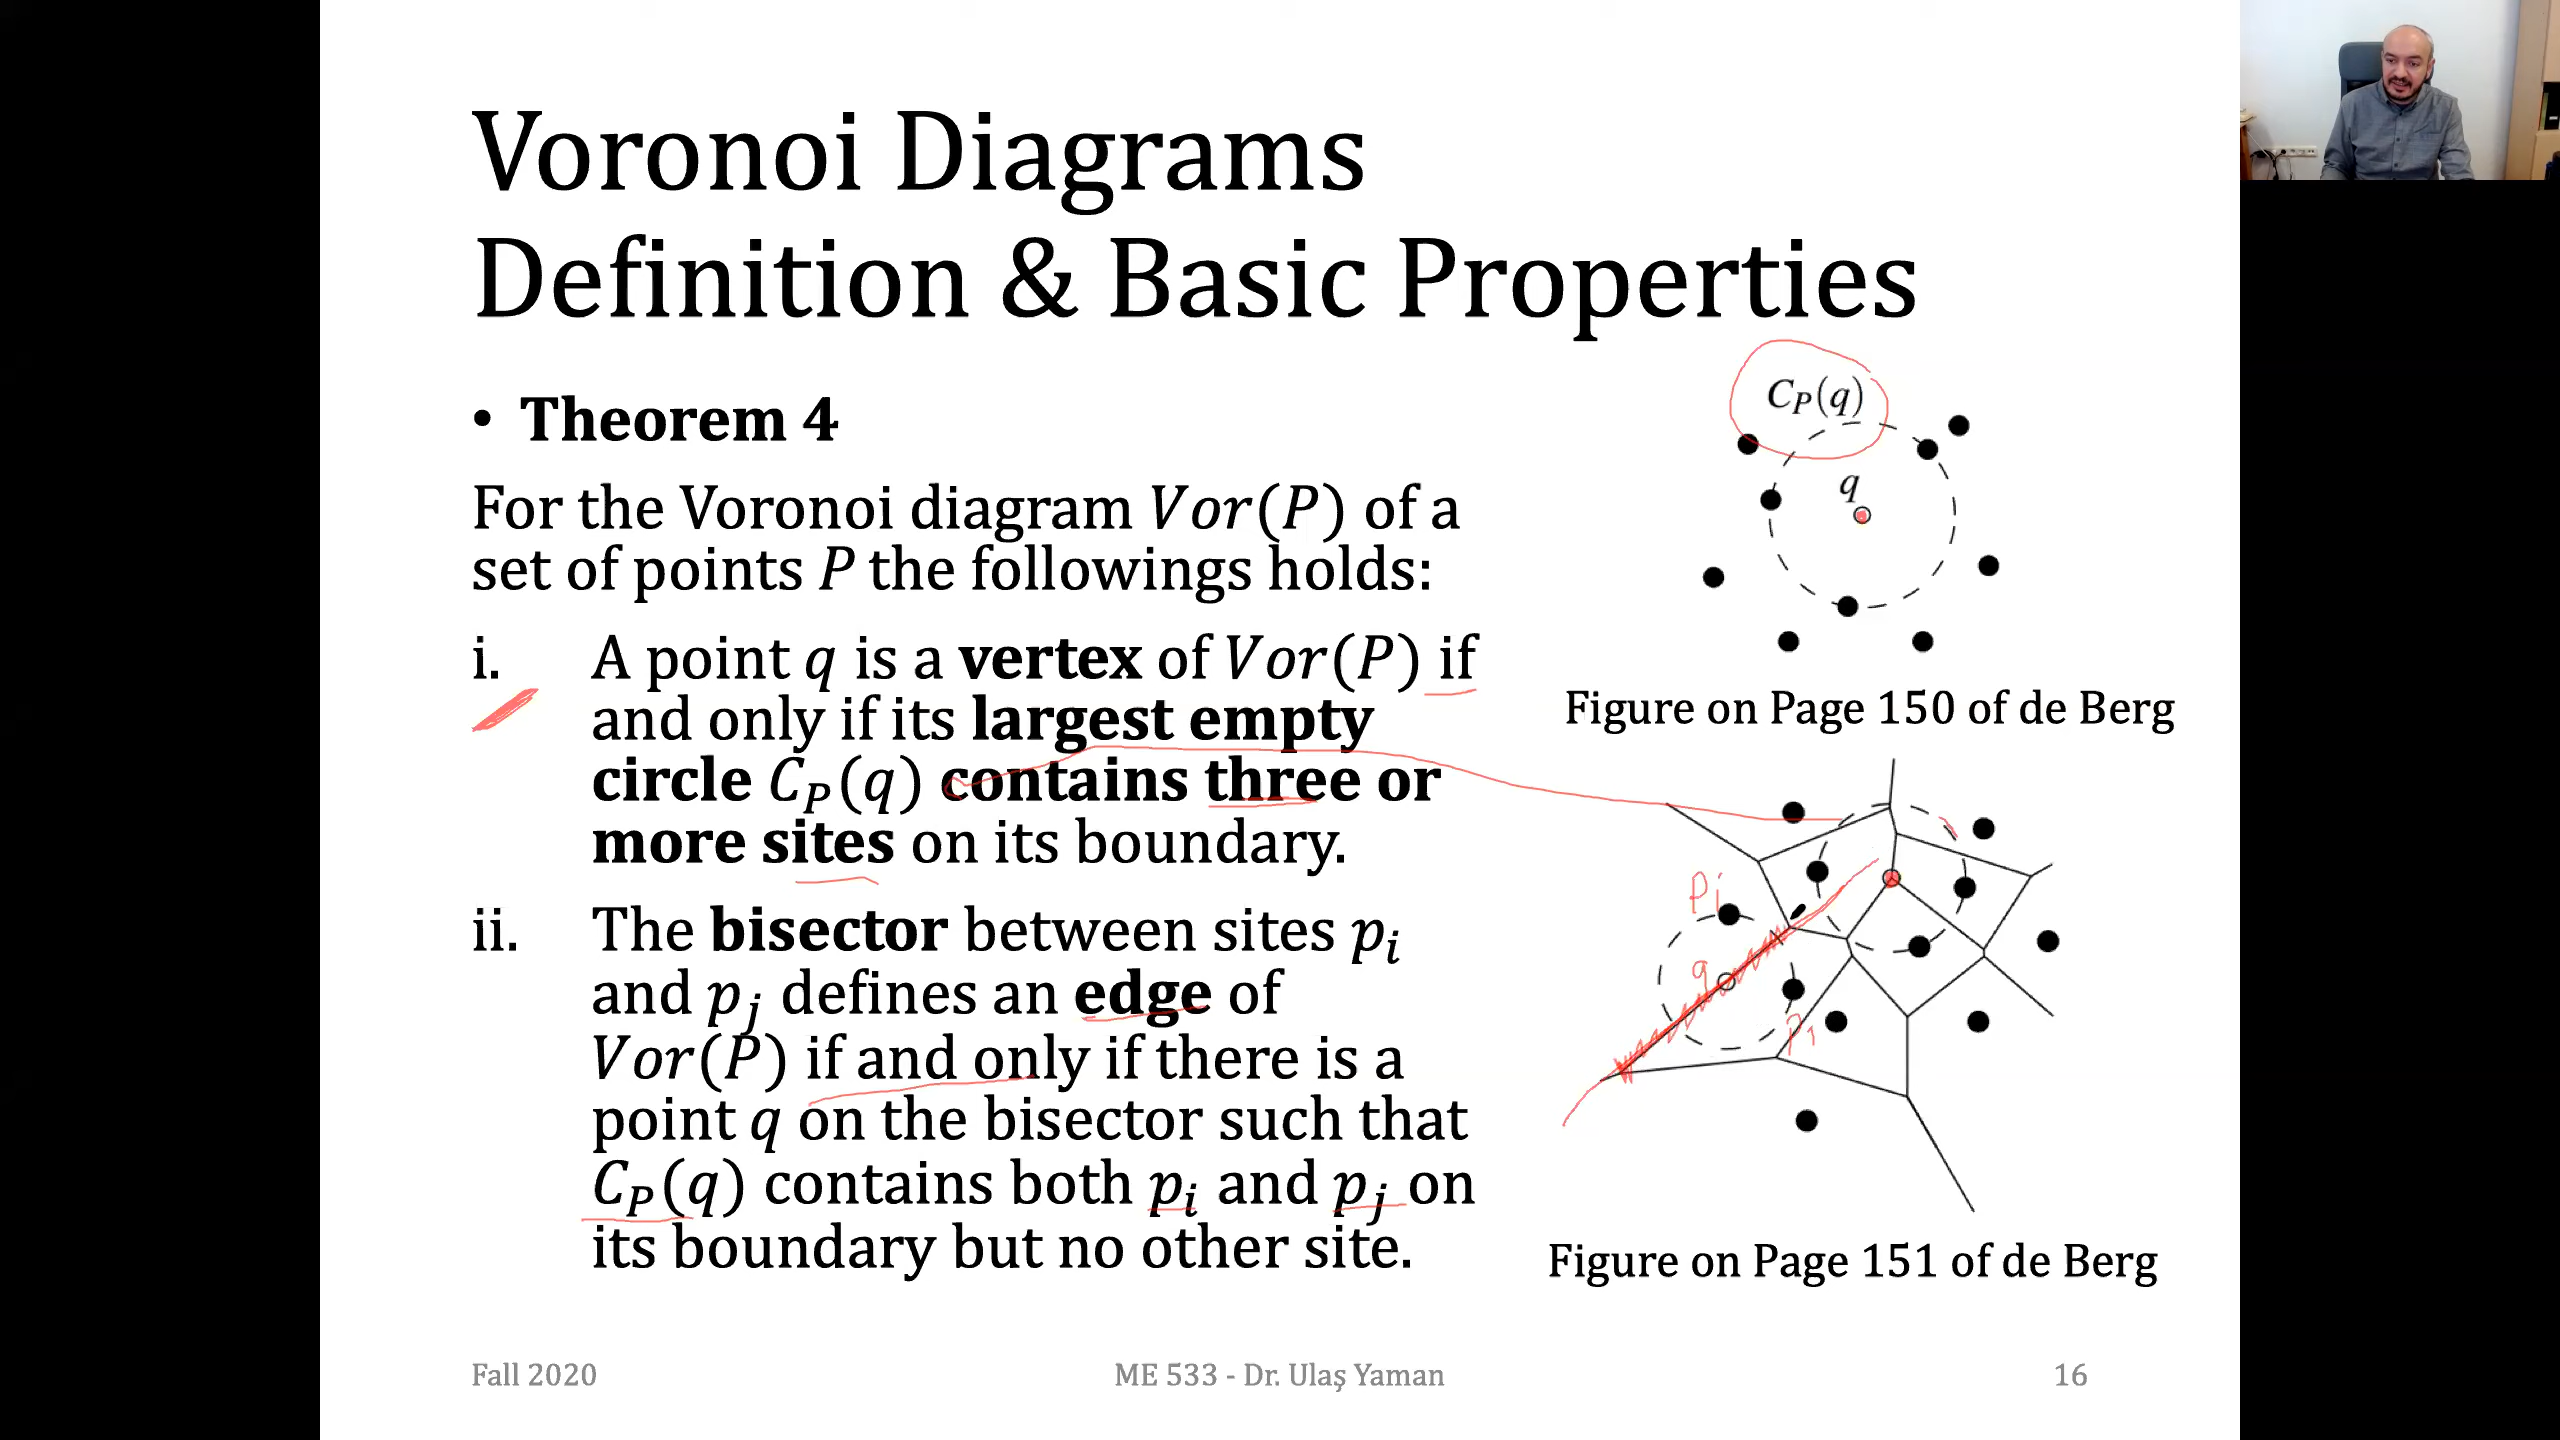 Voronoi Diagrams
Definition & Basic Properties
• Theorem 4
For the Voronoi diagram Vor(P) of a
set of points P the followings holds:
i. A point q is a vertex of Vor(P) if
and only if its largest empty
circle C_P(q) contains three or
more sites on its boundary.
ii. The bisector between sites p_i
and p_j defines an edge of
Vor(P) if and only if there is a
point q on the bisector such that
C_P(q) contains both p_i and p_j on
its boundary but no other site.
C_P(q)
q
Figure on Page 150 of de Berg
Pi
q
Figure on Page 151 of de Berg
Fall 2020
ME 533 - Dr. Ulaş Yaman
16